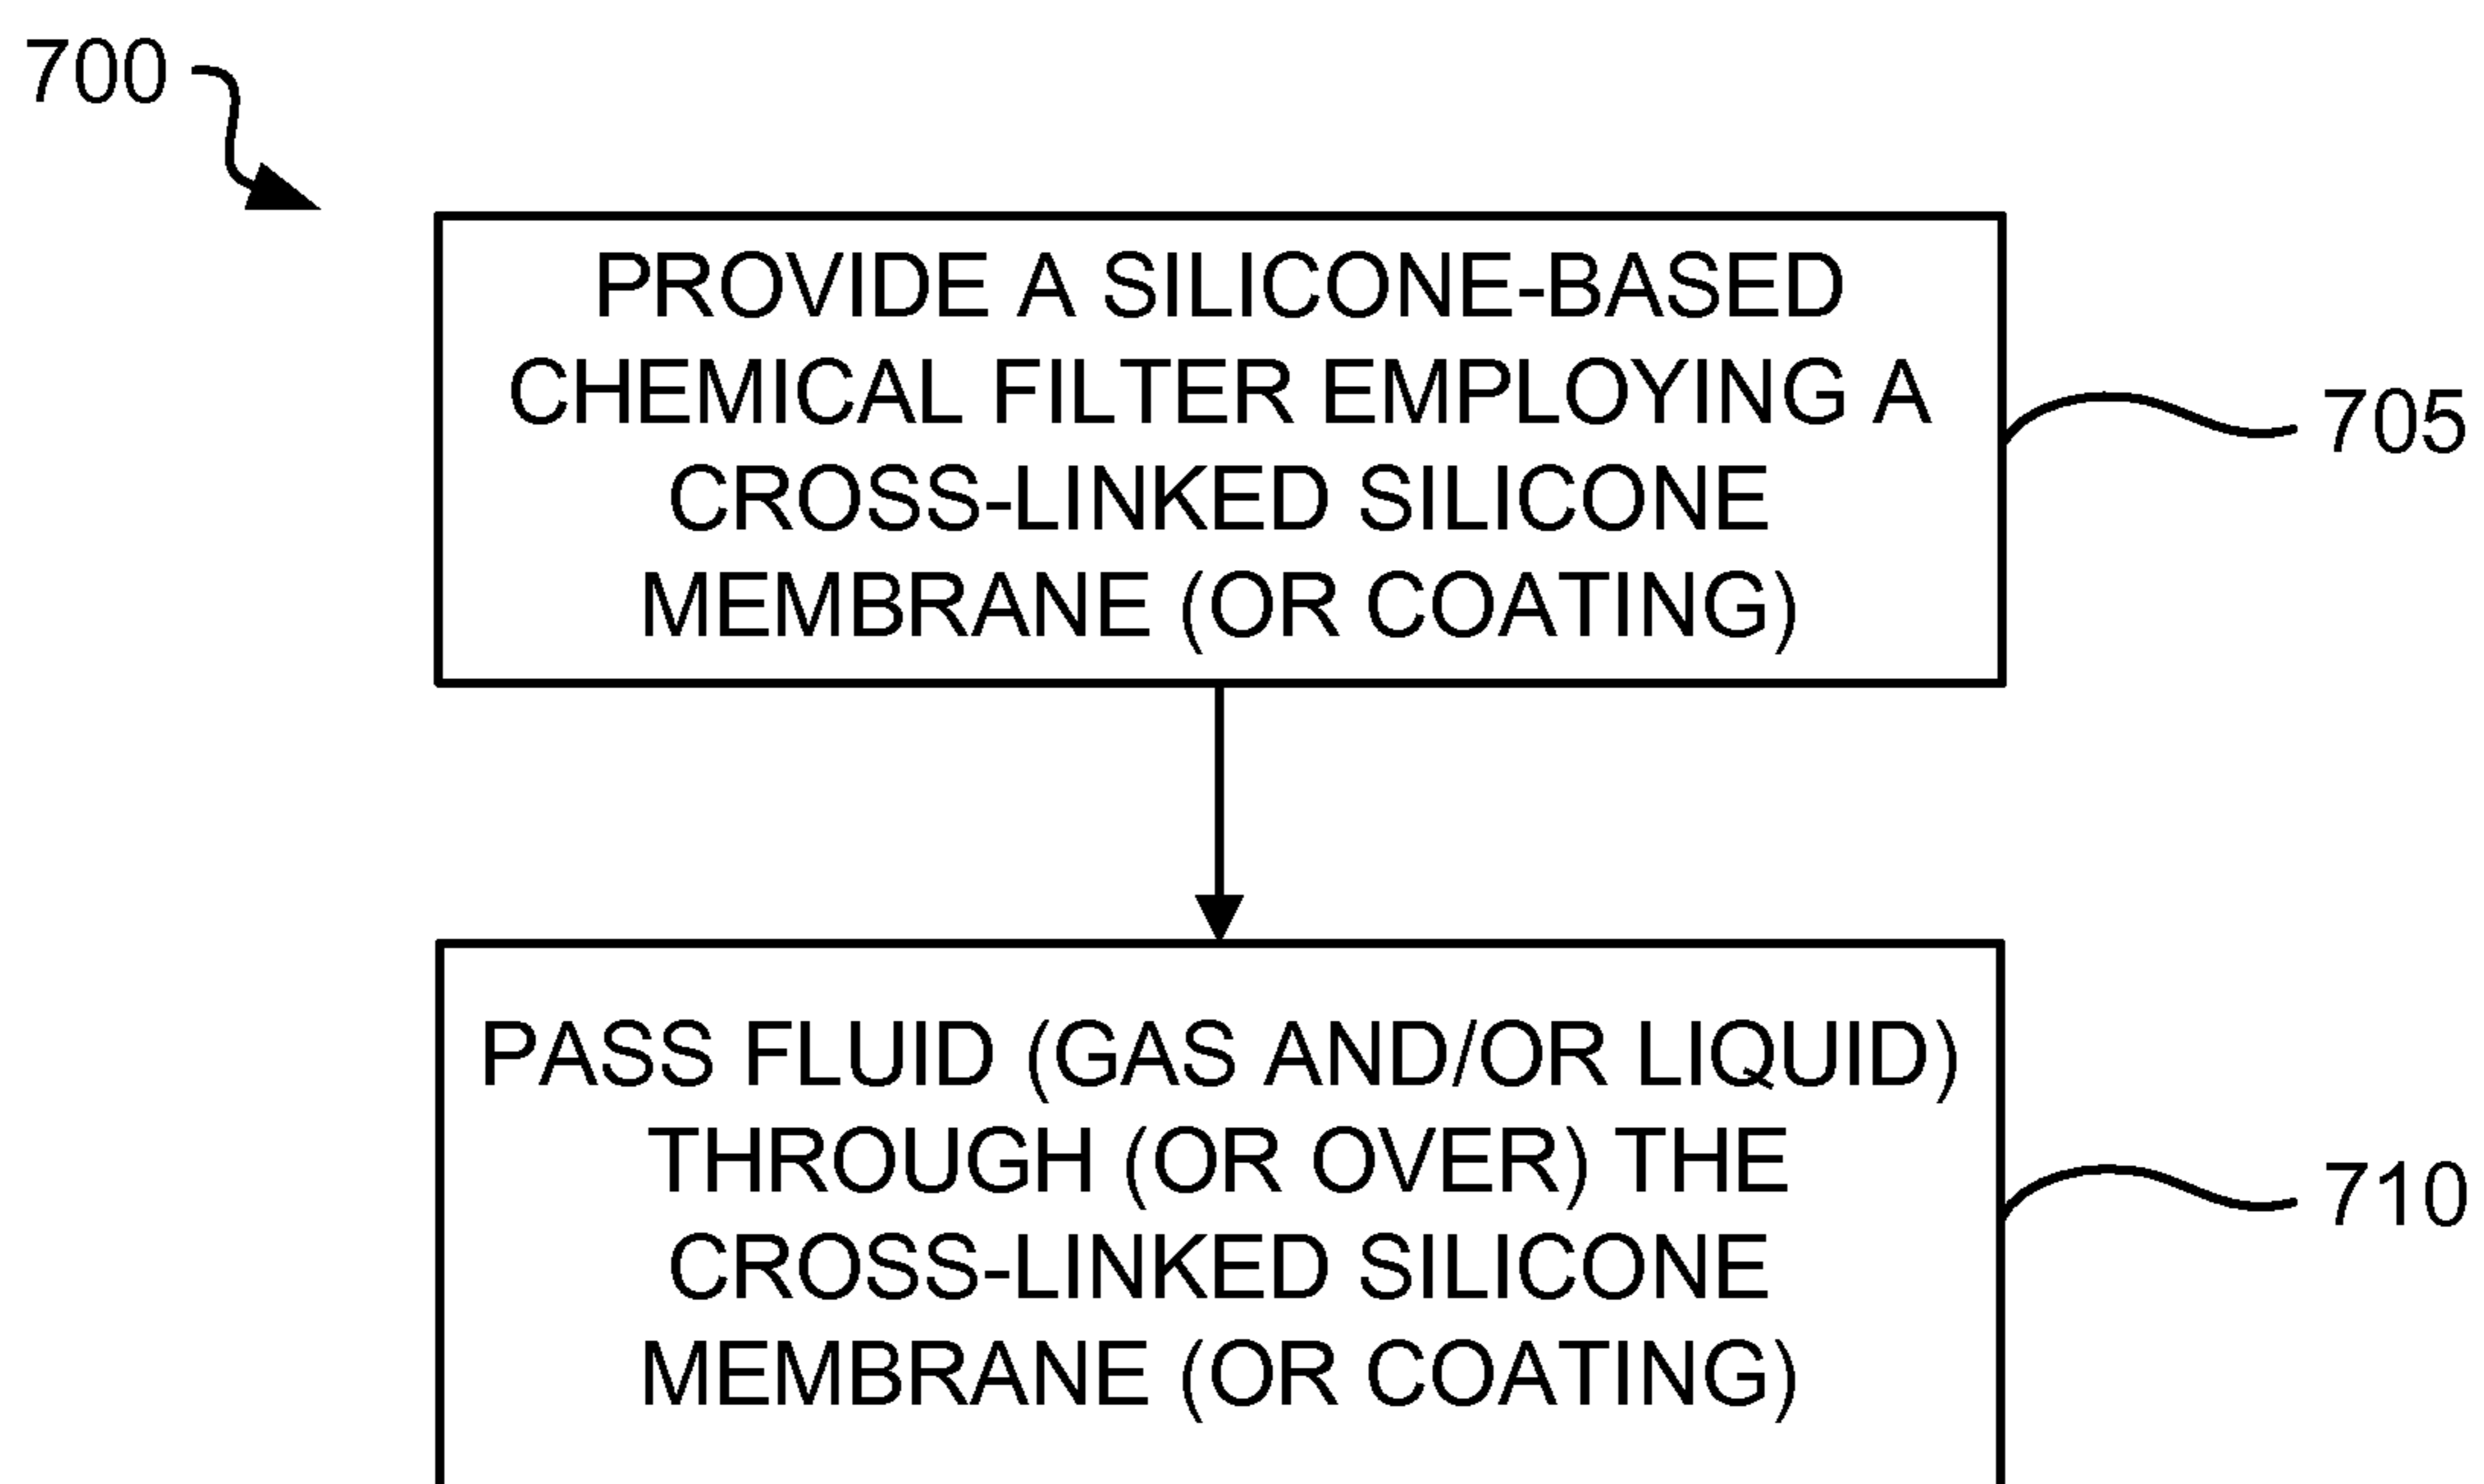 700
PROVIDE A SILICONE-BASED
CHEMICAL FILTER EMPLOYING A
CROSS-LINKED SILICONE
MEMBRANE (OR COATING)
705
PASS FLUID (GAS AND/OR LIQUID)
THROUGH (OR OVER) THE
CROSS-LINKED SILICONE
MEMBRANE (OR COATING)
710